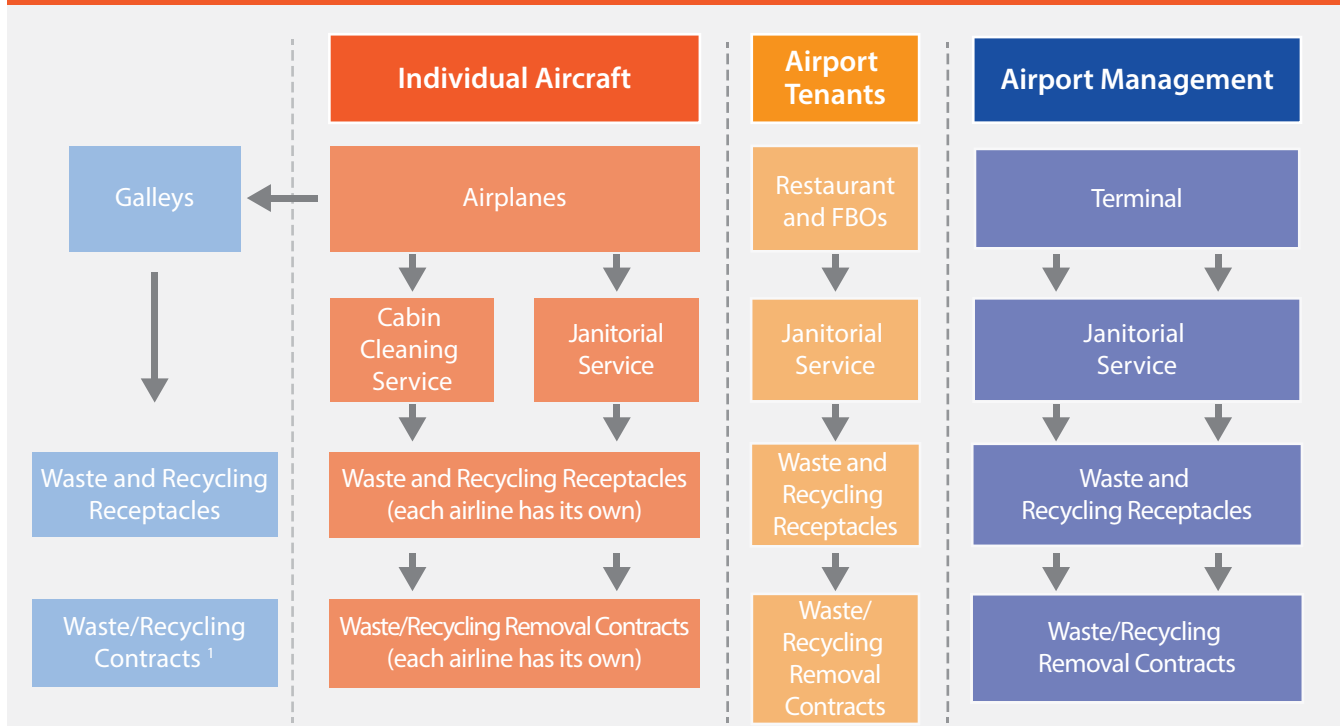 Individual Aircraft
Airport
Tenants
Airport Management
Galleys
Airplanes
Restaurant
and FBOs
Terminal
Cabin
Cleaning
Service
Janitorial
Service
Janitorial
Service
Janitorial
Service
Waste and Recycling
Receptacles
Waste and Recycling Receptacles
(each airline has its own)
Waste and
Recycling
Receptacles
Waste and
Recycling Receptacles
Waste/Recycling
Contracts ¹
Waste/Recycling Removal Contracts
(each airline has its own)
Waste/
Recycling
Removal
Contracts
Waste/Recycling
Removal Contracts